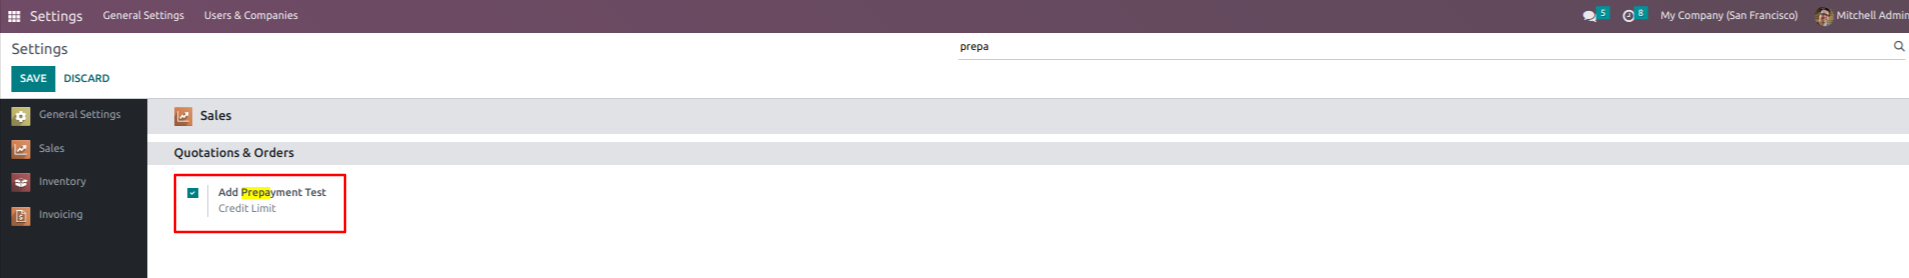 Settings General Settings Users & Companies 5 8 My Company (San Francisco) Mitchell Admin
Settings prepa
SAVE DISCARD
General Settings
Sales
Inventory
Invoicing
Sales
Quotations & Orders
Add Prepayment Test
Credit Limit